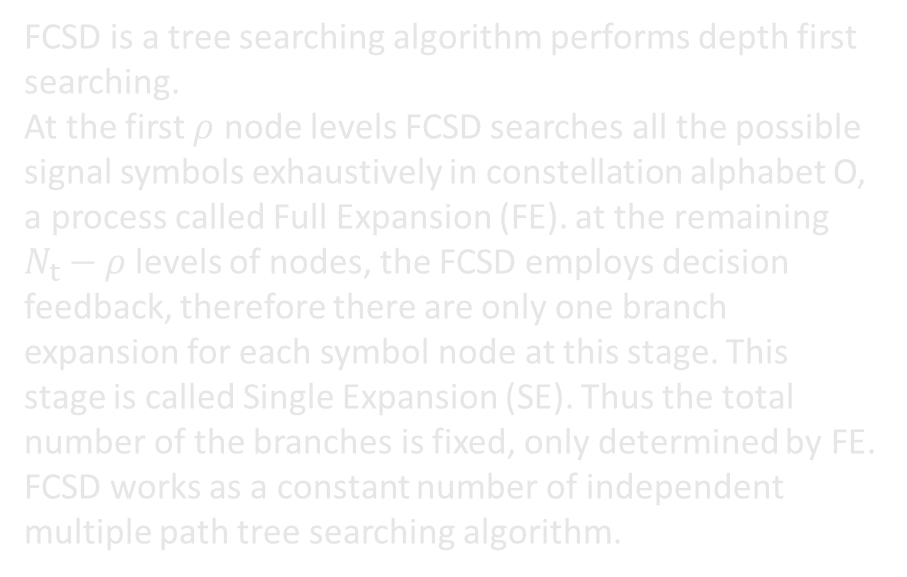 FCSD is a tree searching algorithm performs depth first
searching.
At the first ρ node levels FCSD searches all the possible
signal symbols exhaustively in constellation alphabet O,
a process called Full Expansion (FE). at the remaining
Nt − ρ levels of nodes, the FCSD employs decision
feedback, therefore there are only one branch
expansion for each symbol node at this stage. This
stage is called Single Expansion (SE). Thus the total
number of the branches is fixed, only determined by FE.
FCSD works as a constant number of independent
multiple path tree searching algorithm.